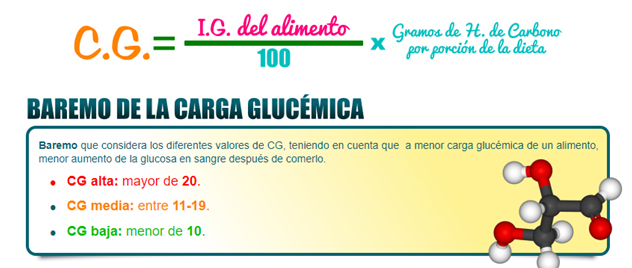 C.G.= I.G. del alimento x Gramos de H. de Carbono
100 por porción de la dieta
BAREMO DE LA CARGA GLUCÉMICA
Baremo que considera los diferentes valores de CG, teniendo en cuenta que a menor carga glucémica de un alimento,
menor aumento de la glucosa en sangre después de comerlo.
• CG alta: mayor de 20.
• CG media: entre 11-19.
• CG baja: menor de 10.